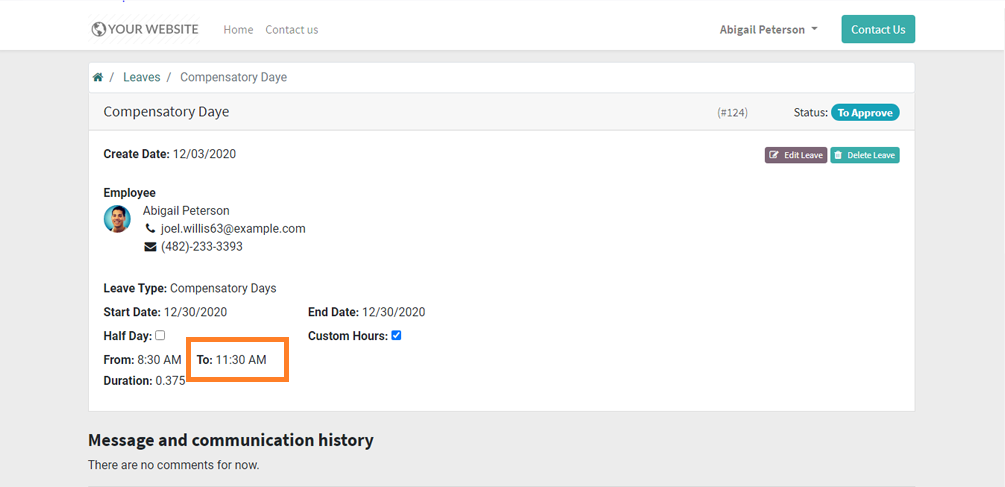 YOUR WEBSITE Home Contact us Abigail Peterson Contact Us
/ Leaves / Compensatory Daye
Compensatory Daye (#124) Status: To Approve
Create Date: 12/03/2020 Edit Leave Delete Leave
Employee
Abigail Peterson
joel.willis63@example.com
(482)-233-3393
Leave Type: Compensatory Days
Start Date: 12/30/2020 End Date: 12/30/2020
Half Day: Custom Hours:
From: 8:30 AM To: 11:30 AM
Duration: 0.375
Message and communication history
There are no comments for now.